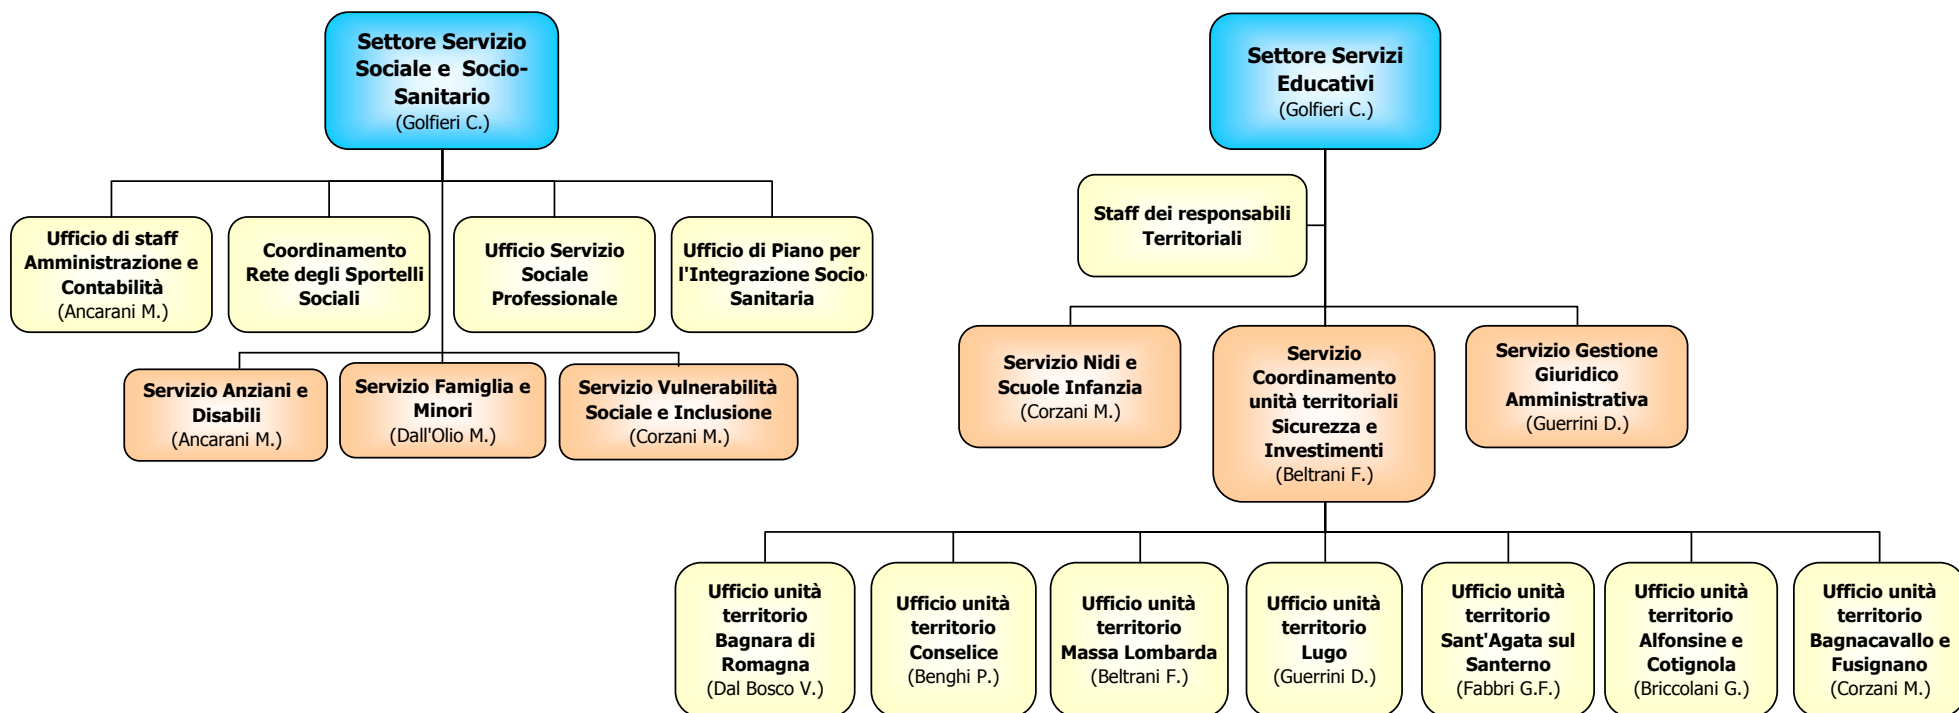 Settore Servizio
Sociale e Socio-
Sanitario
(Golfieri C.)
Settore Servizi
Educativi
(Golfieri C.)
Staff dei responsabili
Territoriali
Ufficio di staff
Amministrazione e
Contabilità
(Ancarani M.)
Coordinamento
Rete degli Sportelli
Sociali
Ufficio Servizio
Sociale
Professionale
Ufficio di Piano per
l'Integrazione Socio-
Sanitaria
Servizio Anziani e
Disabili
(Ancarani M.)
Servizio Famiglia e
Minori
(Dall'Olio M.)
Servizio Vulnerabilità
Sociale e Inclusione
(Corzani M.)
Servizio Nidi e
Scuole Infanzia
(Corzani M.)
Servizio
Coordinamento
unità territoriali
Sicurezza e
Investimenti
(Beltrani F.)
Servizio Gestione
Giuridico
Amministrativa
(Guerrini D.)
Ufficio unità
territorio
Bagnara di
Romagna
(Dal Bosco V.)
Ufficio unità
territorio
Conselice
(Benghi P.)
Ufficio unità
territorio
Massa Lombarda
(Beltrani F.)
Ufficio unità
territorio
Lugo
(Guerrini D.)
Ufficio unità
territorio
Sant'Agata sul
Santerno
(Fabbri G.F.)
Ufficio unità
territorio
Alfonsine e
Cotignola
(Briccolani G.)
Ufficio unità
territorio
Bagnacavallo e
Fusignano
(Corzani M.)